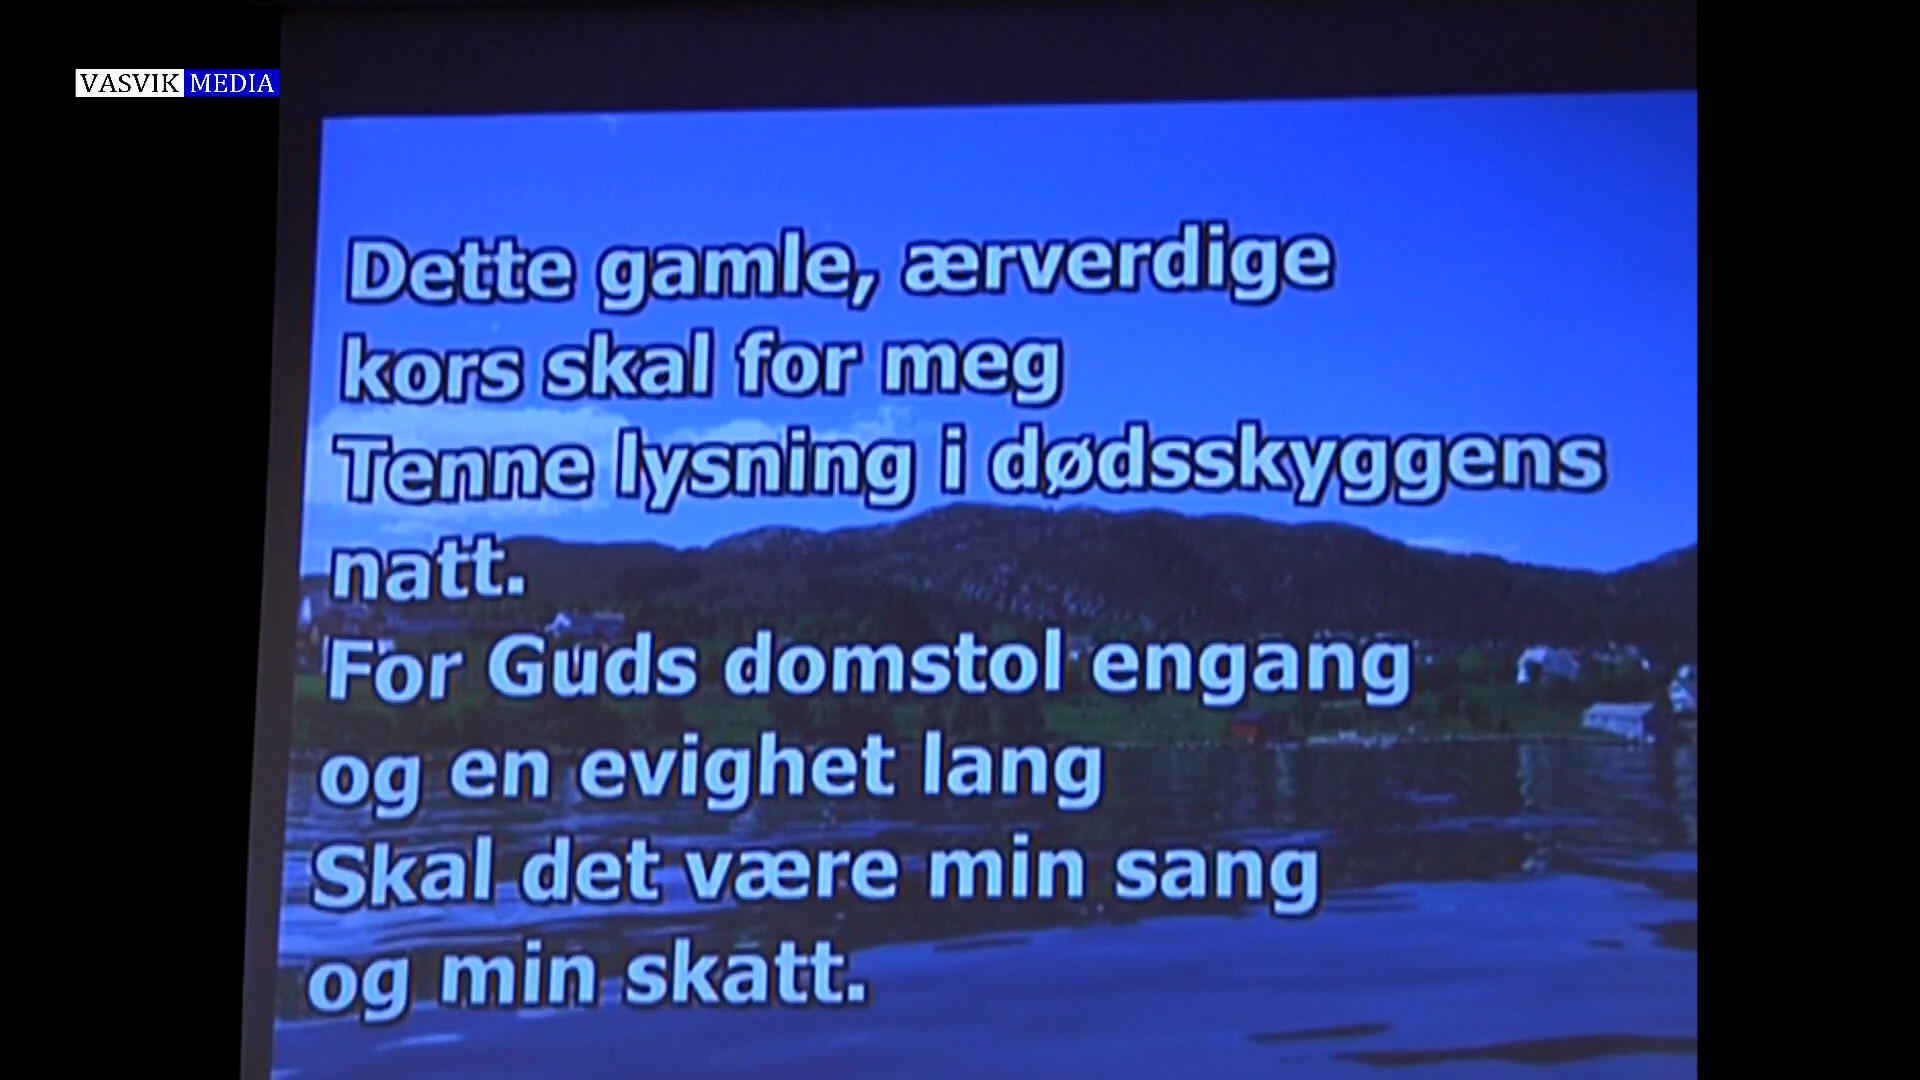 VASVIK MEDIA
Dette gamle, ærverdige
kors skal for meg
Tenne lysning i dødsskyggens
natt.
For Guds domstol engang
og en evighet lang
Skal det være min sang
og min skatt.